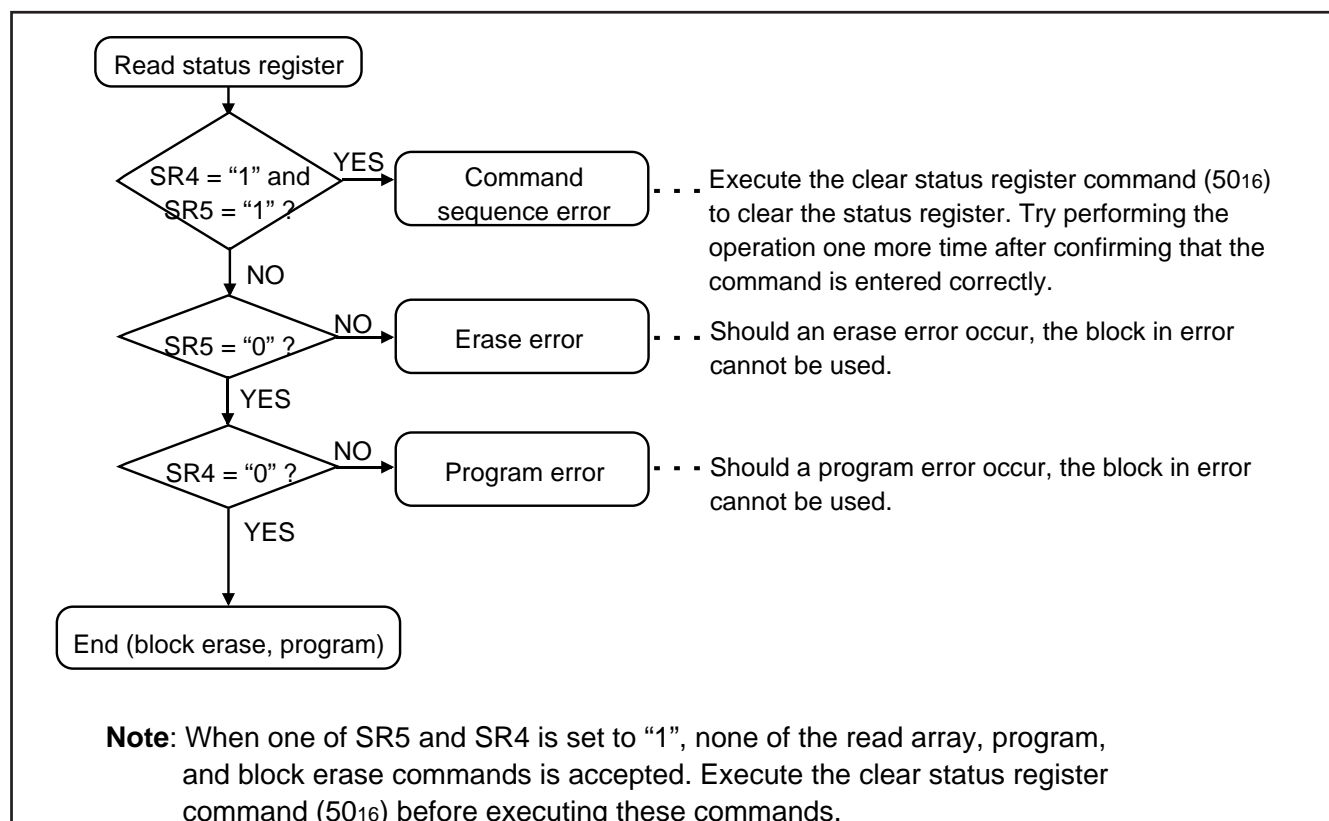 Read status register
SR4 = “1” and
SR5 = “1” ?
YES
Command
sequence error
Execute the clear status register command (5016)
to clear the status register. Try performing the
operation one more time after confirming that the
command is entered correctly.
NO
SR5 = “0” ?
NO
Erase error
Should an erase error occur, the block in error
cannot be used.
YES
SR4 = “0” ?
NO
Program error
Should a program error occur, the block in error
cannot be used.
YES
End (block erase, program)
Note: When one of SR5 and SR4 is set to “1”, none of the read array, program,
and block erase commands is accepted. Execute the clear status register
command (5016) before executing these commands.